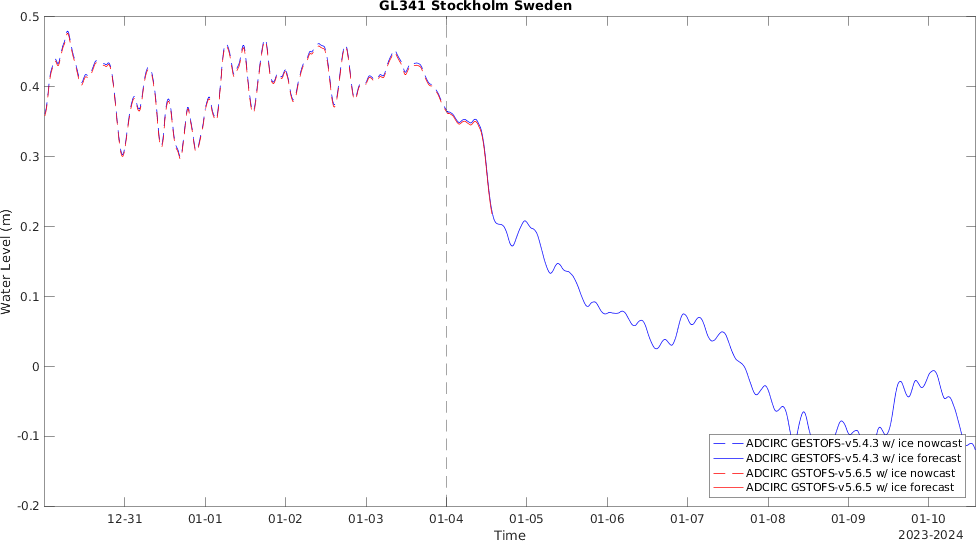 GL341 Stockholm Sweden
0.5
0.4
0.3
0.2
0.1
0
-0.1
-0.2
Water Level (m)
12-31 01-01 01-02 01-03 01-04 01-05 01-06 01-07 01-08 01-09 01-10
Time
2023-2024
ADCIRC GESTOFS-v5.4.3 w/ ice nowcast
ADCIRC GESTOFS-v5.4.3 w/ ice forecast
ADCIRC GSTOFS-v5.6.5 w/ ice nowcast
ADCIRC GSTOFS-v5.6.5 w/ ice forecast